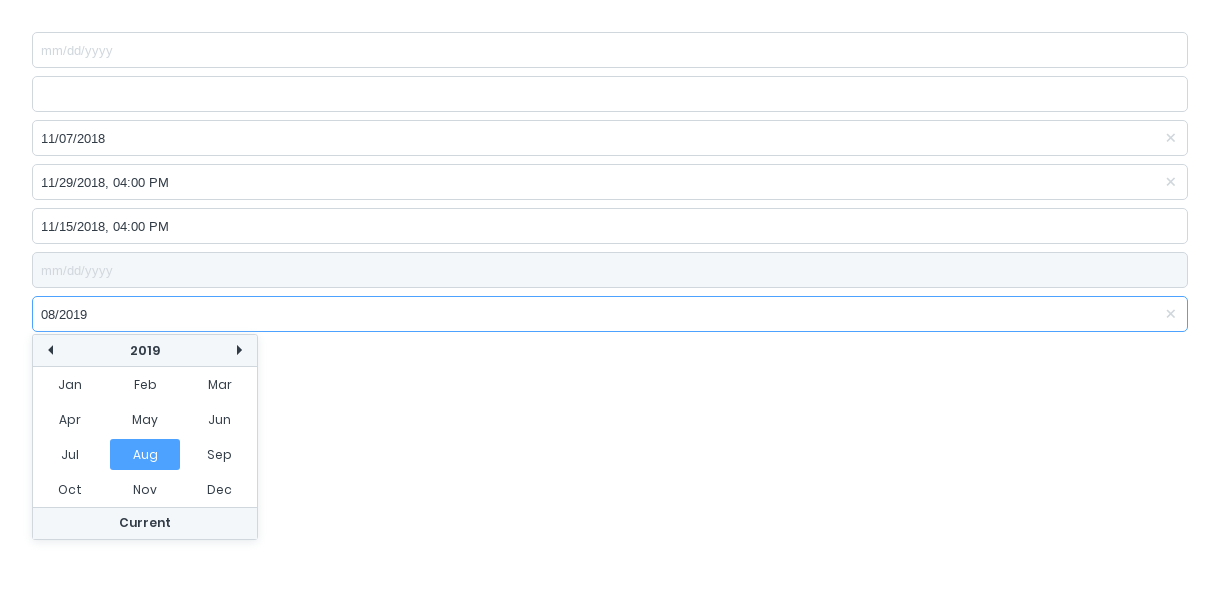 mm/dd/yyyy
11/07/2018
11/29/2018, 04:00 PM
11/15/2018, 04:00 PM
mm/dd/yyyy
08/2019
2019
Jan Feb Mar
Apr May Jun
Jul Aug Sep
Oct Nov Dec
Current